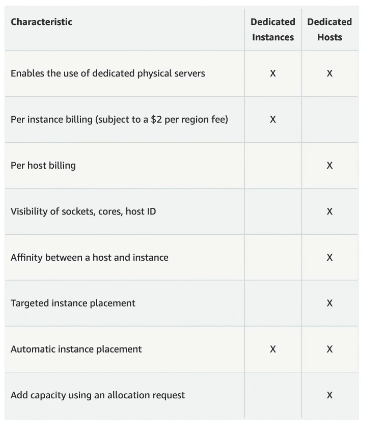 Characteristic Dedicated Instances Dedicated Hosts
Enables the use of dedicated physical servers X X
Per instance billing (subject to a $2 per region fee) X
Per host billing X
Visibility of sockets, cores, host ID X
Affinity between a host and instance X
Targeted instance placement X
Automatic instance placement X X
Add capacity using an allocation request X